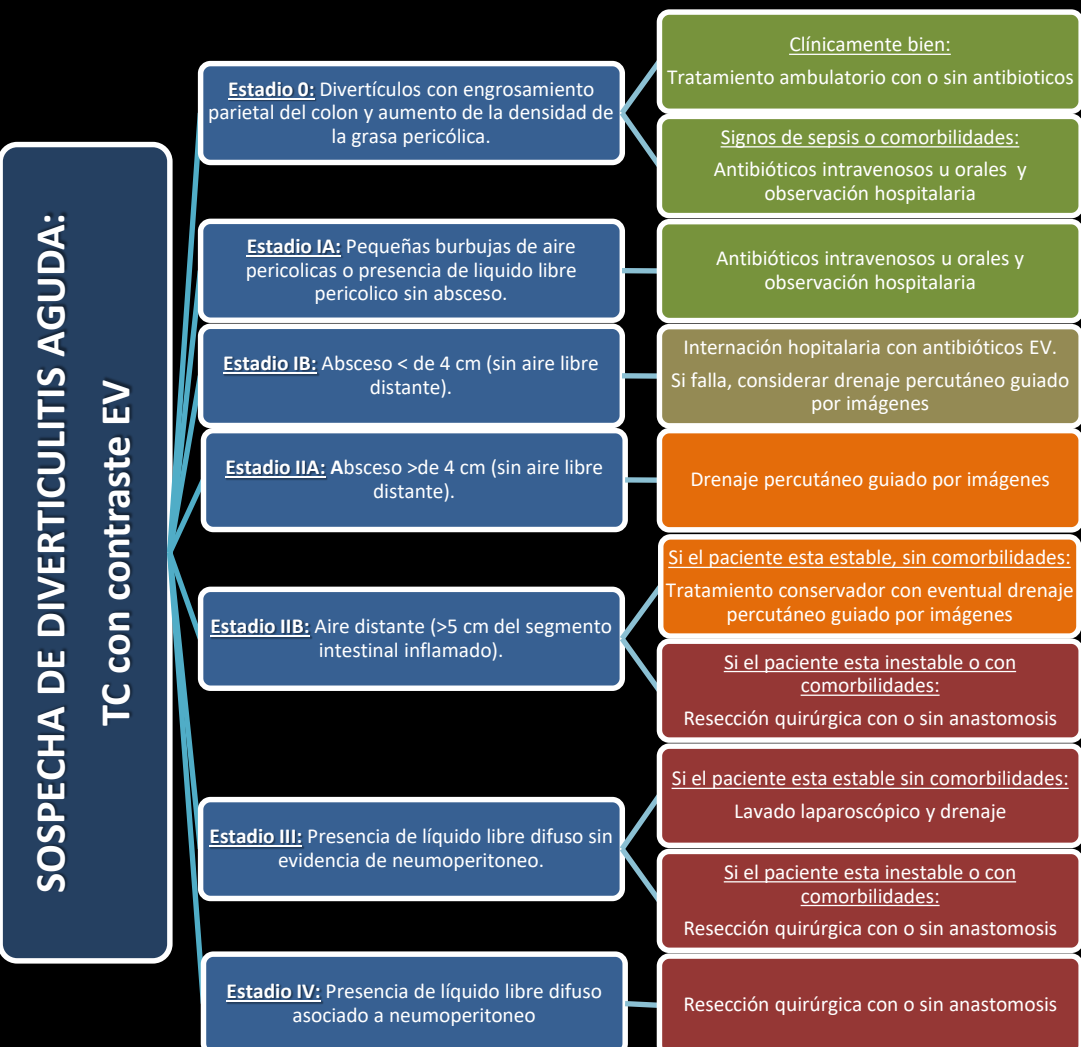 SOSPECHA DE DIVERTICULITIS AGUDA:
TC con contraste EV
Estadio 0: Divertículos con engrosamiento
parietal del colon y aumento de la densidad de
la grasa pericólica.
Clínicamente bien:
Tratamiento ambulatorio con o sin antibioticos
Signos de sepsis o comorbilidades:
Antibióticos intravenosos u orales y
observación hospitalaria
Estadio IA: Pequeñas burbujas de aire
pericolicas o presencia de liquido libre
pericolico sin absceso.
Antibióticos intravenosos u orales y
observación hospitalaria
Estadio IB: Absceso < de 4 cm (sin aire libre
distante).
Internación hopitalaria con antibióticos EV.
Si falla, considerar drenaje percutáneo guiado
por imágenes
Estadio IIA: Absceso >de 4 cm (sin aire libre
distante).
Drenaje percutáneo guiado por imágenes
Estadio IIB: Aire distante (>5 cm del segmento
intestinal inflamado).
Si el paciente esta estable, sin comorbilidades:
Tratamiento conservador con eventual drenaje
percutáneo guiado por imágenes
Si el paciente esta inestable o con
comorbilidades:
Resección quirúrgica con o sin anastomosis
Estadio III: Presencia de líquido libre difuso sin
evidencia de neumoperitoneo.
Si el paciente esta estable sin comorbilidades:
Lavado laparoscópico y drenaje
Si el paciente esta inestable o con
comorbilidades:
Resección quirúrgica con o sin anastomosis
Estadio IV: Presencia de líquido libre difuso
asociado a neumoperitoneo
Resección quirúrgica con o sin anastomosis